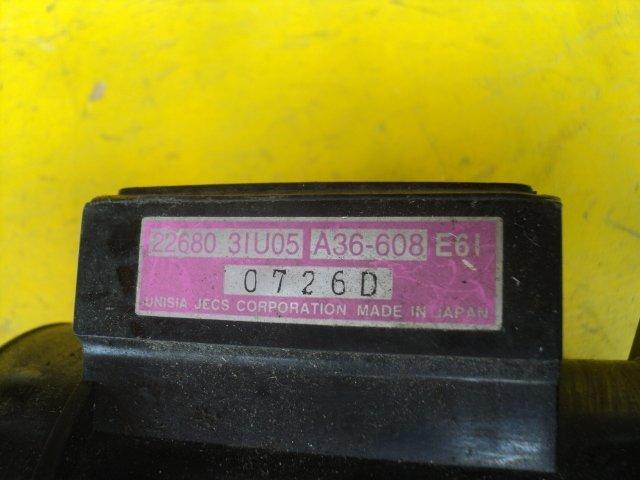 22680 31U05 A36-608 E61
0726D
UNISIA JECS CORPORATION MADE IN JAPAN